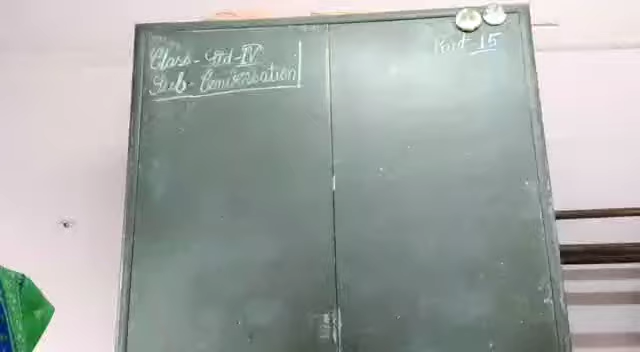 Class - Std - IV
Sub - Conversation
Part - 15